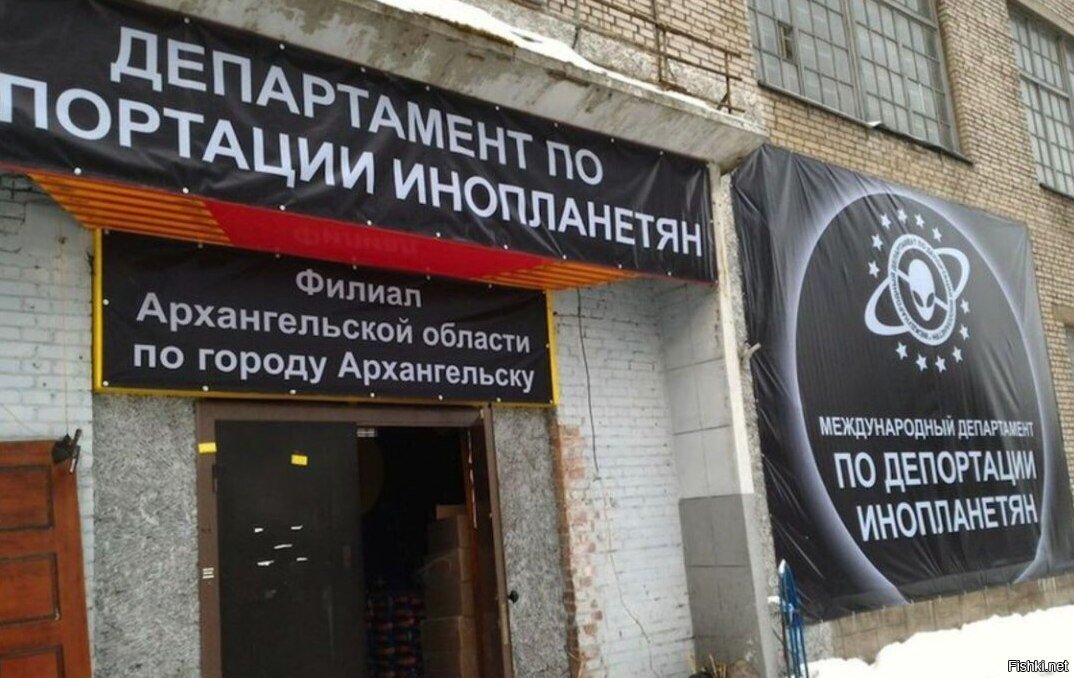 ДЕПАРТАМЕНТ ПО
ПОРТАЦИИ ИНОПЛАНЕТЯН
Филиал
Архангельской области
по городу Архангельску
МЕЖДУНАРОДНЫЙ ДЕПАРТАМЕНТ
ПО ДЕПОРТАЦИИ
ИНОПЛАНЕТЯН
Fishki.net